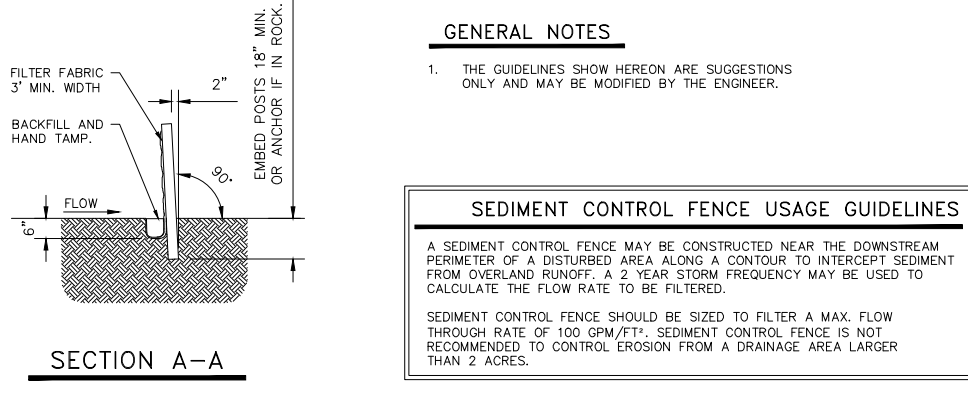 EMBED POSTS 18" MIN.
OR ANCHOR IF IN ROCK.
FILTER FABRIC
3' MIN. WIDTH
2"
BACKFILL AND
HAND TAMP.
90°
FLOW
6"
SECTION A-A
GENERAL NOTES
1. THE GUIDELINES SHOW HEREON ARE SUGGESTIONS
ONLY AND MAY BE MODIFIED BY THE ENGINEER.
SEDIMENT CONTROL FENCE USAGE GUIDELINES
A SEDIMENT CONTROL FENCE MAY BE CONSTRUCTED NEAR THE DOWNSTREAM
PERIMETER OF A DISTURBED AREA ALONG A CONTOUR TO INTERCEPT SEDIMENT
FROM OVERLAND RUNOFF. A 2 YEAR STORM FREQUENCY MAY BE USED TO
CALCULATE THE FLOW RATE TO BE FILTERED.
SEDIMENT CONTROL FENCE SHOULD BE SIZED TO FILTER A MAX. FLOW
THROUGH RATE OF 100 GPM/FT². SEDIMENT CONTROL FENCE IS NOT
RECOMMENDED TO CONTROL EROSION FROM A DRAINAGE AREA LARGER
THAN 2 ACRES.